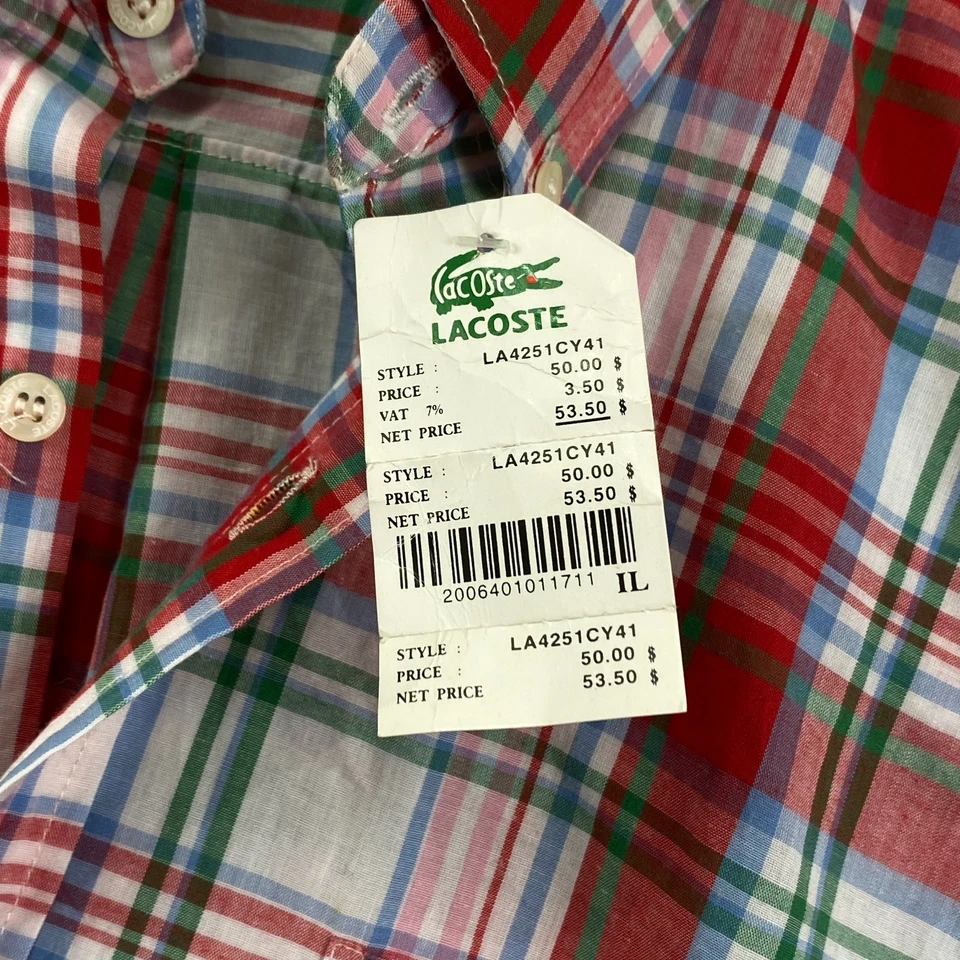 Lacoste
LACOSTE
STYLE : LA4251CY41
PRICE : 50.00 $
VAT 7% 3.50 $
NET PRICE 53.50 $
STYLE : LA4251CY41
PRICE : 50.00 $
NET PRICE 53.50 $
2006401011711 IL
STYLE : LA4251CY41
PRICE : 50.00 $
NET PRICE 53.50 $